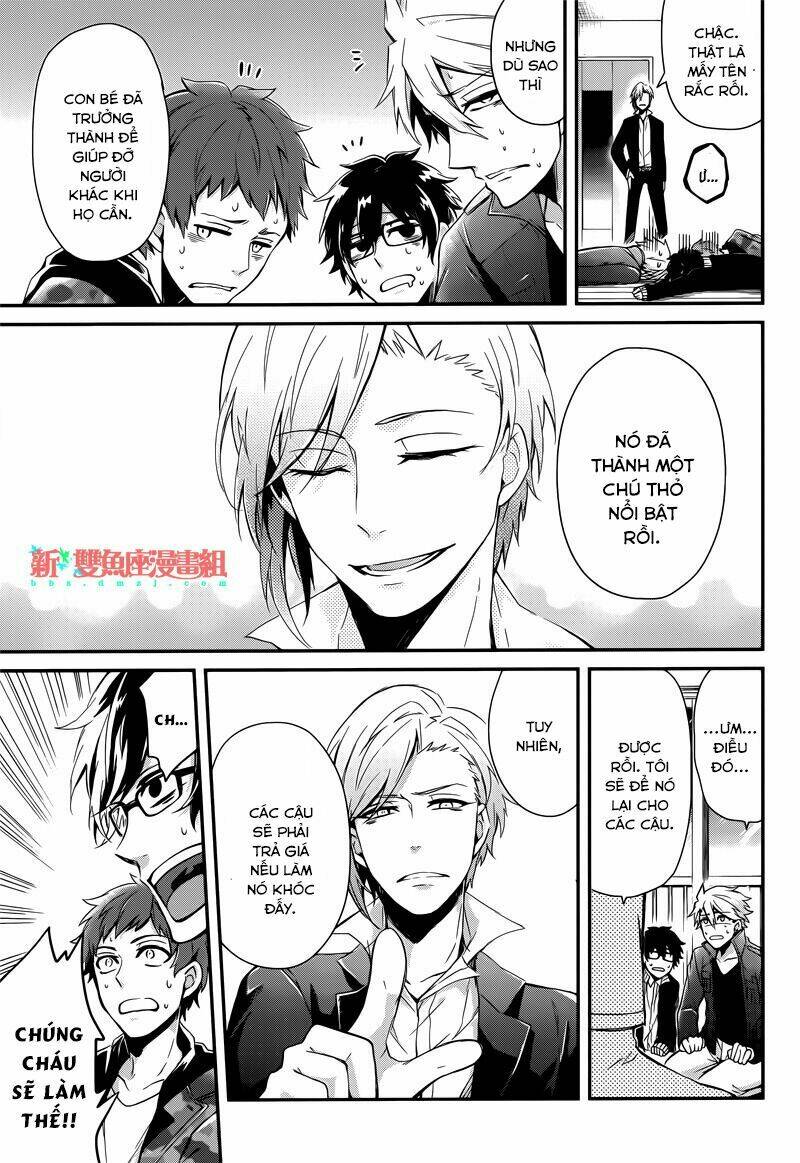 CHẬC.
THẬT LÀ
MẤY TÊN
RẮC RỐI.
Ư...
NHƯNG
DÙ SAO
THÌ
CON BÉ ĐÃ
TRƯỞNG
THÀNH ĐỂ
GIÚP ĐỠ
NGƯỜI
KHÁC KHI
HỌ CẦN.
NÓ ĐÃ
THÀNH MỘT
CHÚ THỎ
NỔI BẬT
RỒI.
新雙魚座漫畫組
bbs.dmzj.com
...ƯM...
ĐIỀU
ĐÓ...
ĐƯỢC
RỒI. TÔI
SẼ ĐỂ NÓ
LẠI CHO
CÁC CẬU.
TUY
NHIÊN,
CÁC CẬU
SẼ PHẢI
TRẢ GIÁ
NẾU LÀM
NÓ KHÓC
ĐẤY.
CH...
CHÚNG
CHÁU
SẼ LÀM
THẾ!!